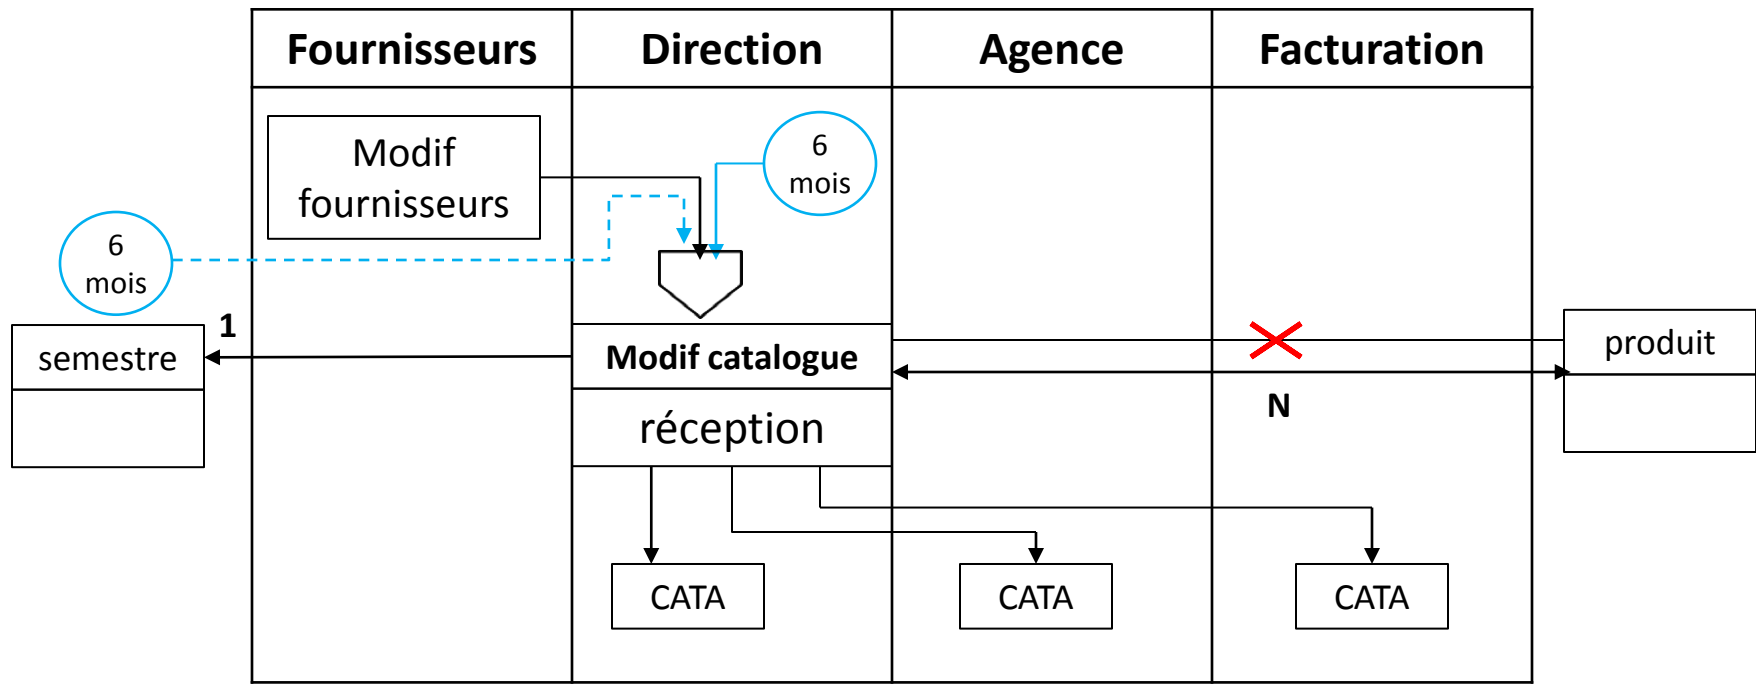 Fournisseurs
Direction
Agence
Facturation
Modif
fournisseurs
6
mois
6
mois
1
semestre
Modif catalogue
produit
N
réception
CATA
CATA
CATA